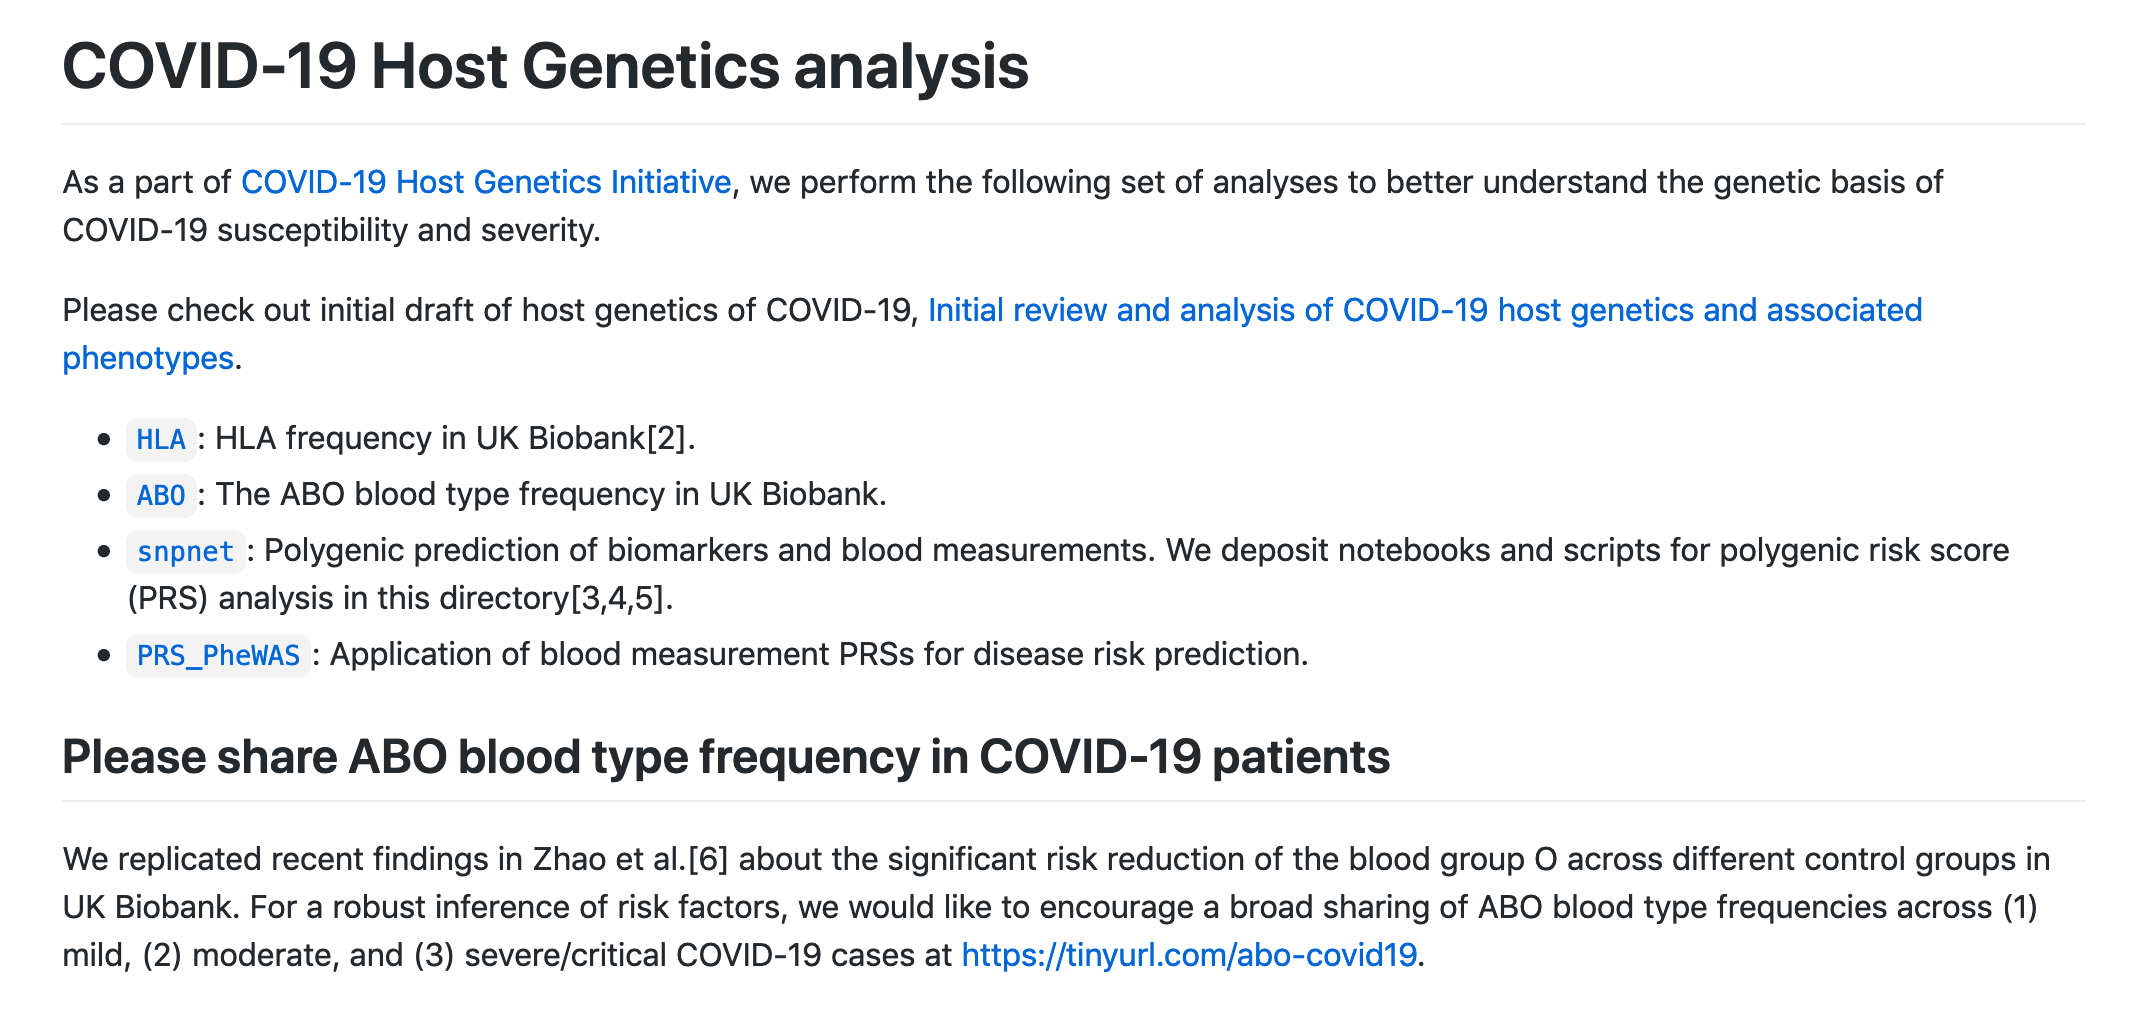 COVID-19 Host Genetics analysis
As a part of COVID-19 Host Genetics Initiative, we perform the following set of analyses to better understand the genetic basis of
COVID-19 susceptibility and severity.
Please check out initial draft of host genetics of COVID-19, Initial review and analysis of COVID-19 host genetics and associated
phenotypes.
• HLA : HLA frequency in UK Biobank[2].
• ABO : The ABO blood type frequency in UK Biobank.
• snpnet : Polygenic prediction of biomarkers and blood measurements. We deposit notebooks and scripts for polygenic risk score
(PRS) analysis in this directory[3,4,5].
• PRS_PheWAS : Application of blood measurement PRSs for disease risk prediction.
Please share ABO blood type frequency in COVID-19 patients
We replicated recent findings in Zhao et al.[6] about the significant risk reduction of the blood group O across different control groups in
UK Biobank. For a robust inference of risk factors, we would like to encourage a broad sharing of ABO blood type frequencies across (1)
mild, (2) moderate, and (3) severe/critical COVID-19 cases at https://tinyurl.com/abo-covid19.